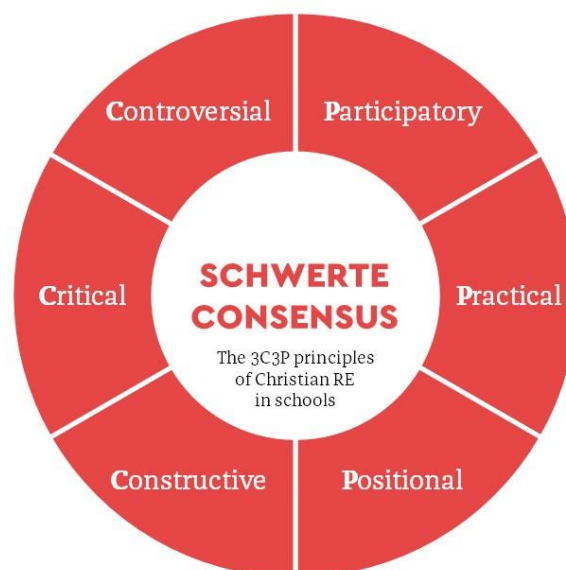 Controversial
Participatory
Critical
SCHWERTE
CONSENSUS
The 3C3P principles
of Christian RE
in schools
Practical
Constructive
Positional